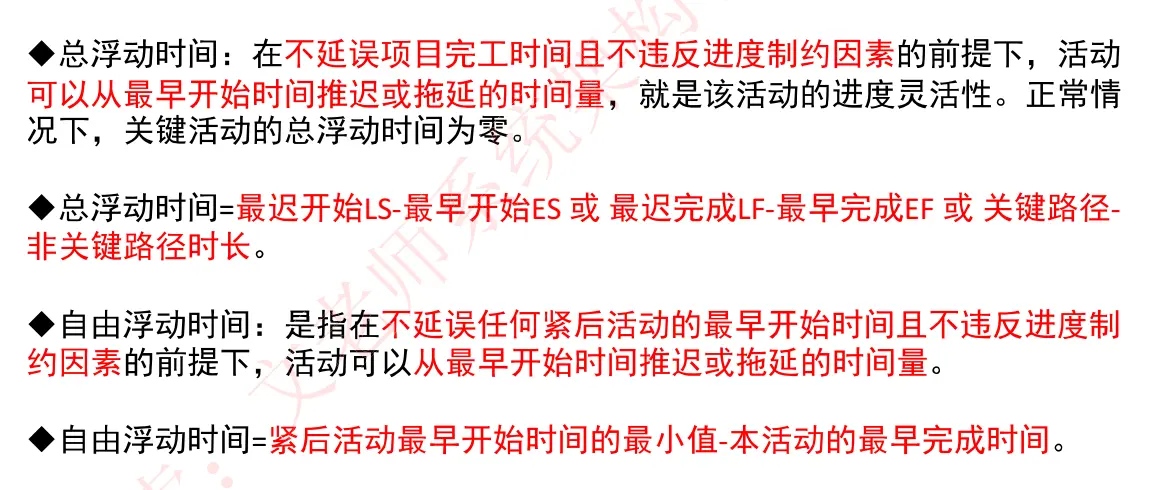 ◆总浮动时间：在不延误项目完工时间且不违反进度制约因素的前提下，活动
可以从最早开始时间推迟或拖延的时间量，就是该活动的进度灵活性。正常情
况下，关键活动的总浮动时间为零。
◆总浮动时间=最迟开始LS-最早开始ES 或 最迟完成LF-最早完成EF 或 关键路径-
非关键路径时长。
◆自由浮动时间：是指在不延误任何紧后活动的最早开始时间且不违反进度制
约因素的前提下，活动可以从最早开始时间推迟或拖延的时间量。
◆自由浮动时间=紧后活动最早开始时间的最小值-本活动的最早完成时间。
文老师系统架构